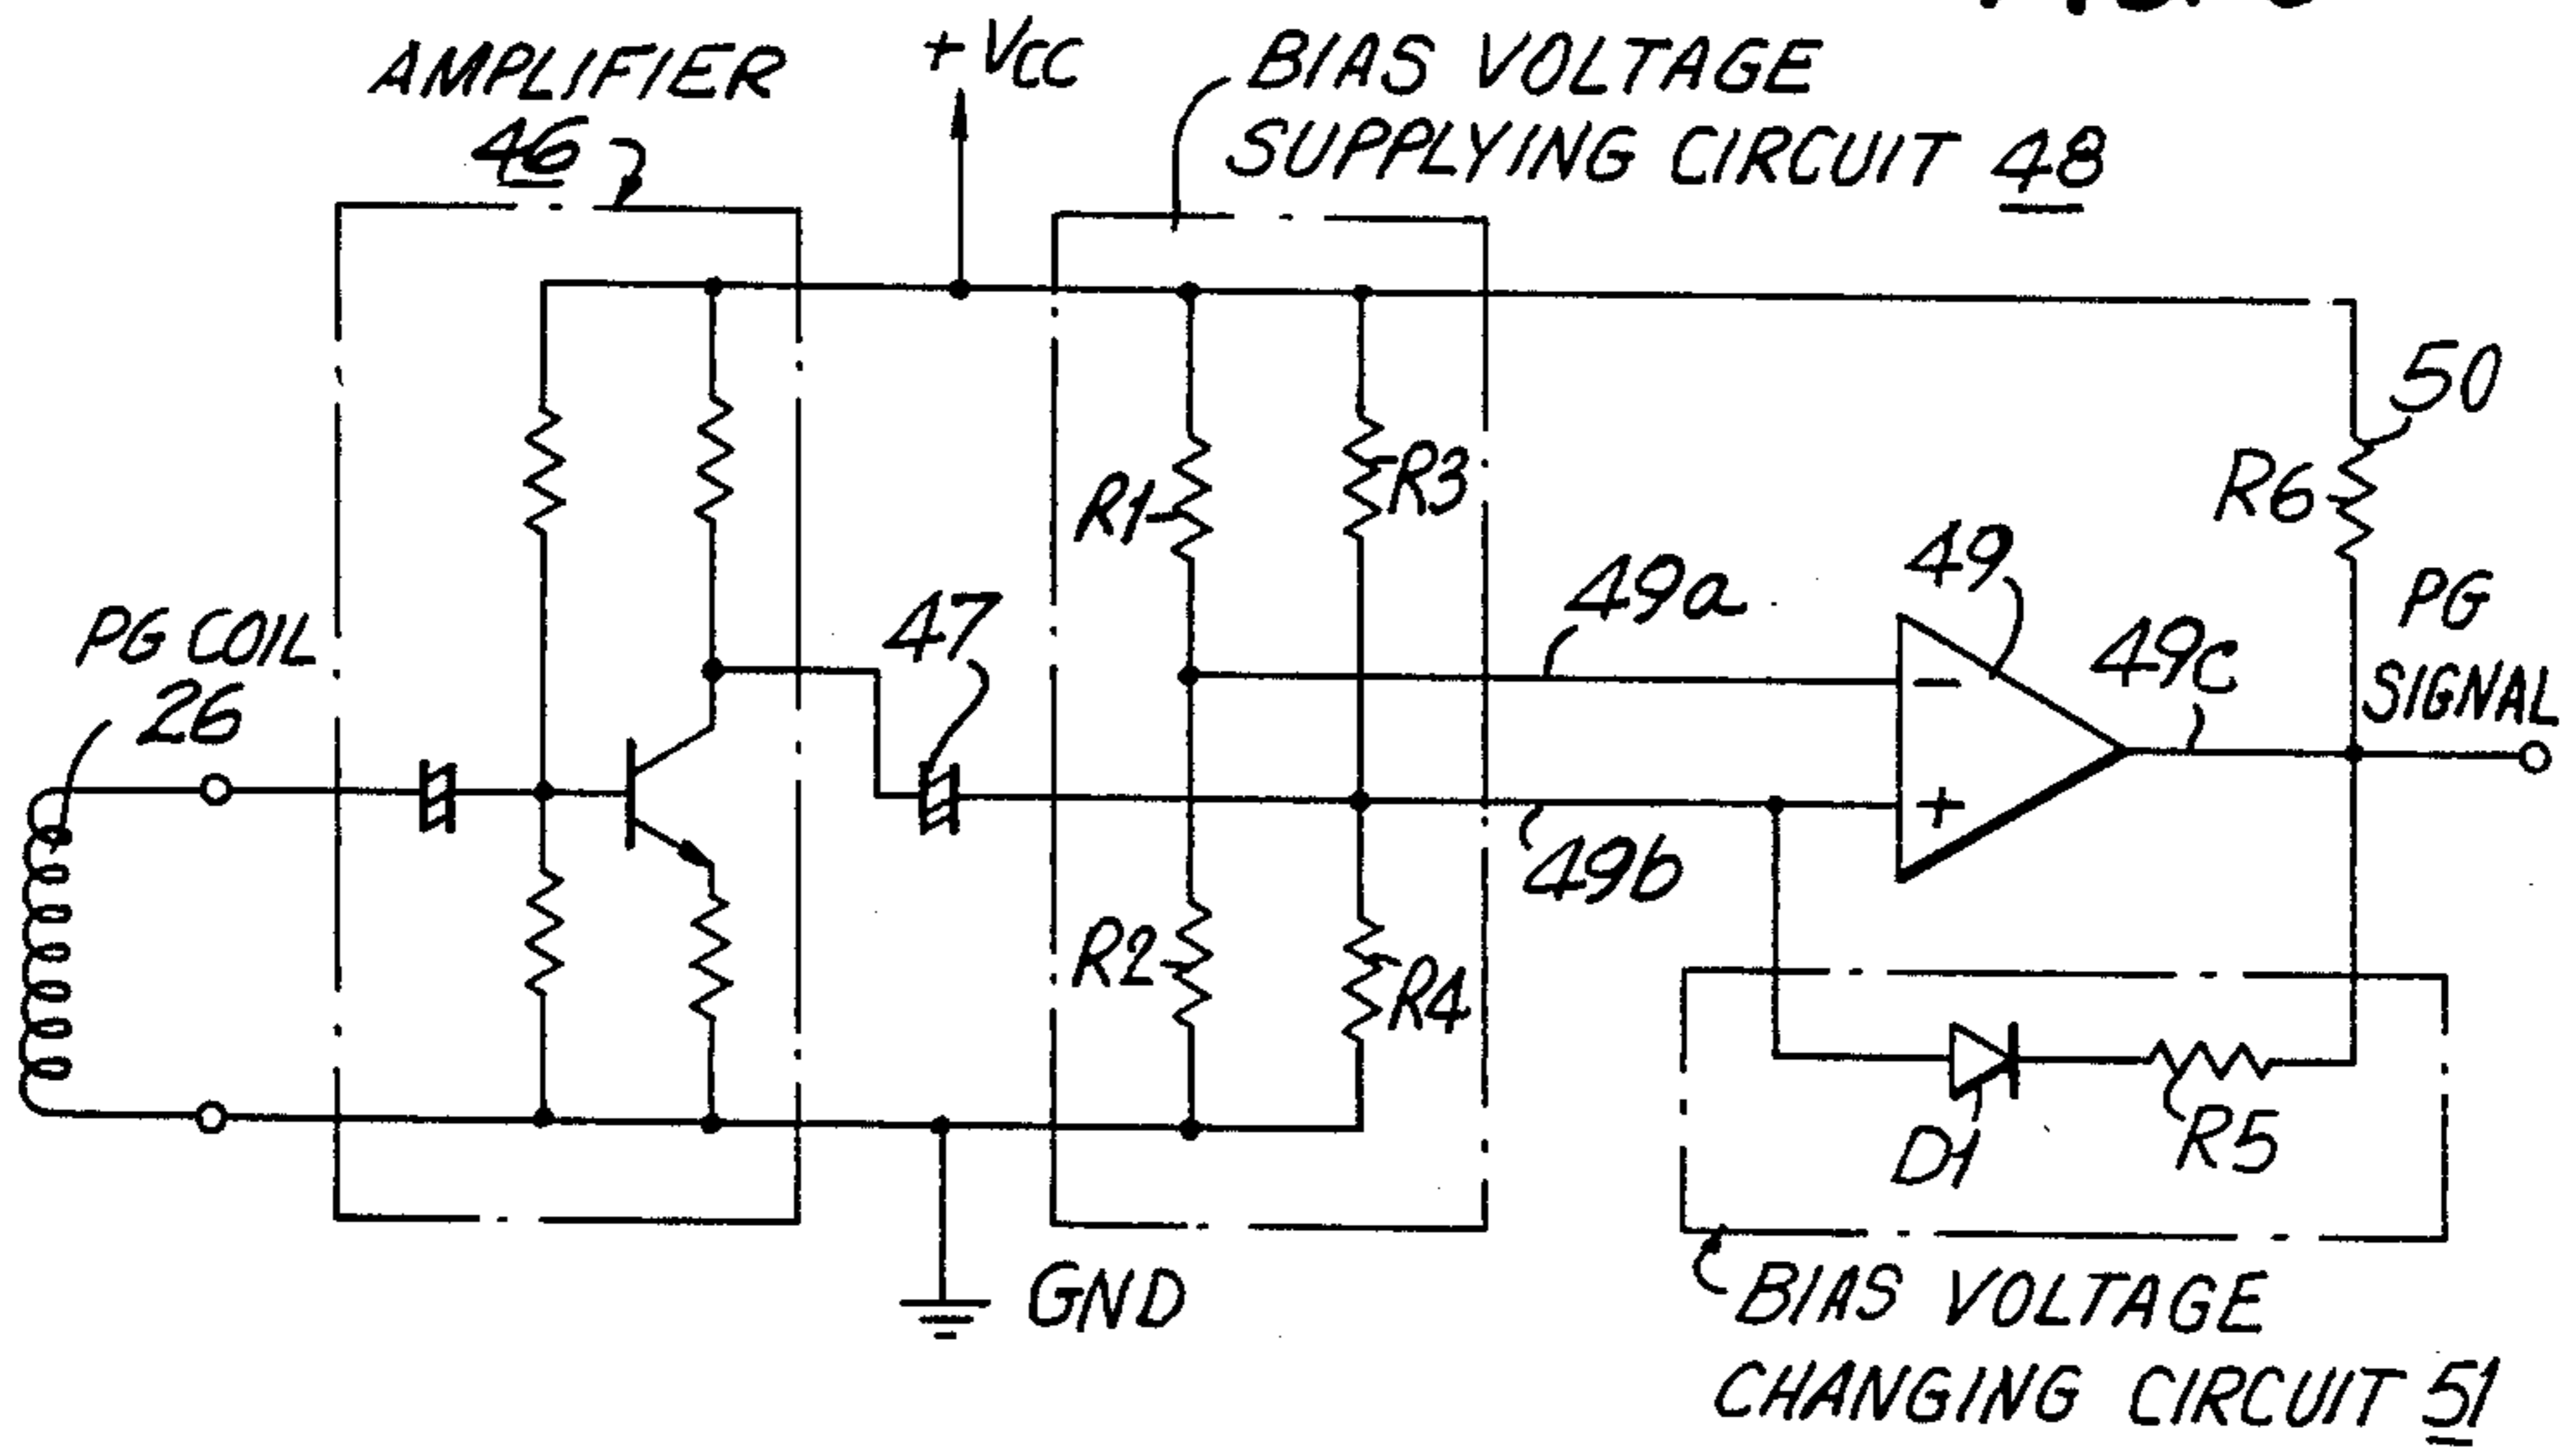 AMPLIFIER
46
+VCC
BIAS VOLTAGE
SUPPLYING CIRCUIT 48
50
R1
R3
R6
49a
49
47
PG COIL
26
49c
PG
SIGNAL
−
+
49b
R2
R4
D1
R5
GND
BIAS VOLTAGE
CHANGING CIRCUIT 51